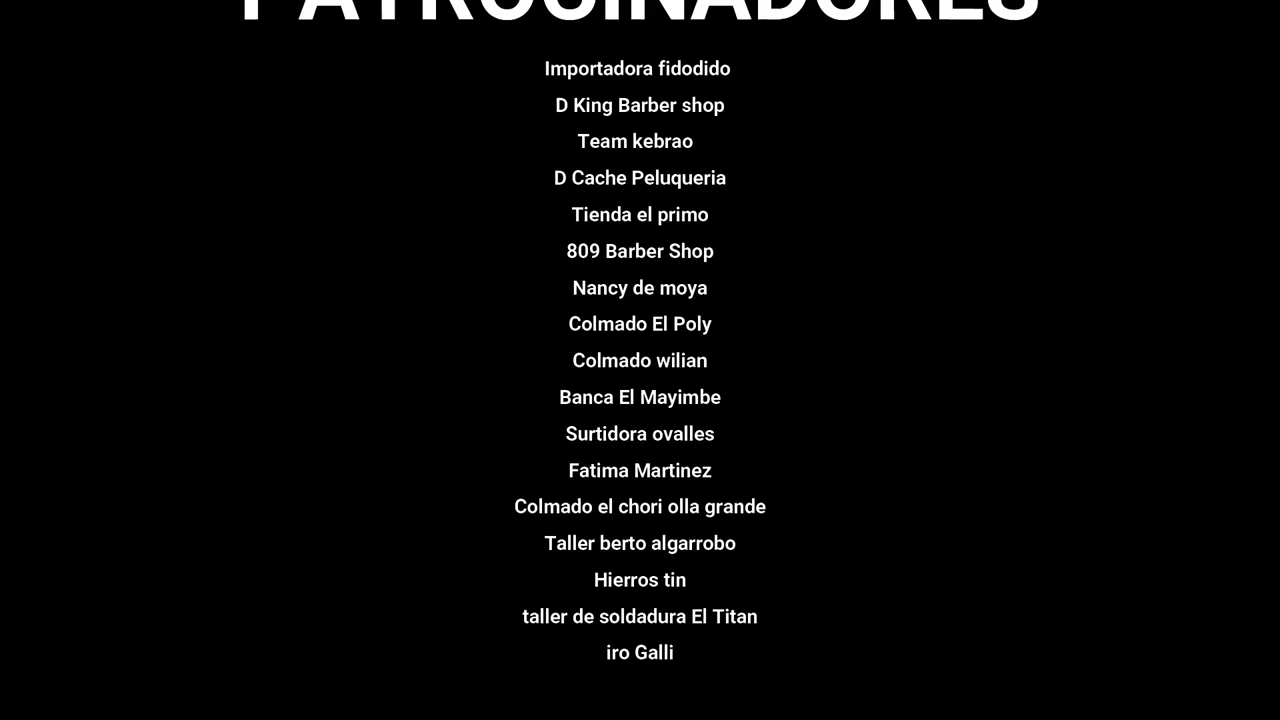 PATROCINADORES
Importadora fidodido
D King Barber shop
Team kebrao
D Cache Peluqueria
Tienda el primo
809 Barber Shop
Nancy de moya
Colmado El Poly
Colmado wilian
Banca El Mayimbe
Surtidora ovalles
Fatima Martinez
Colmado el chori olla grande
Taller berto algarrobo
Hierros tin
taller de soldadura El Titan
iro Galli